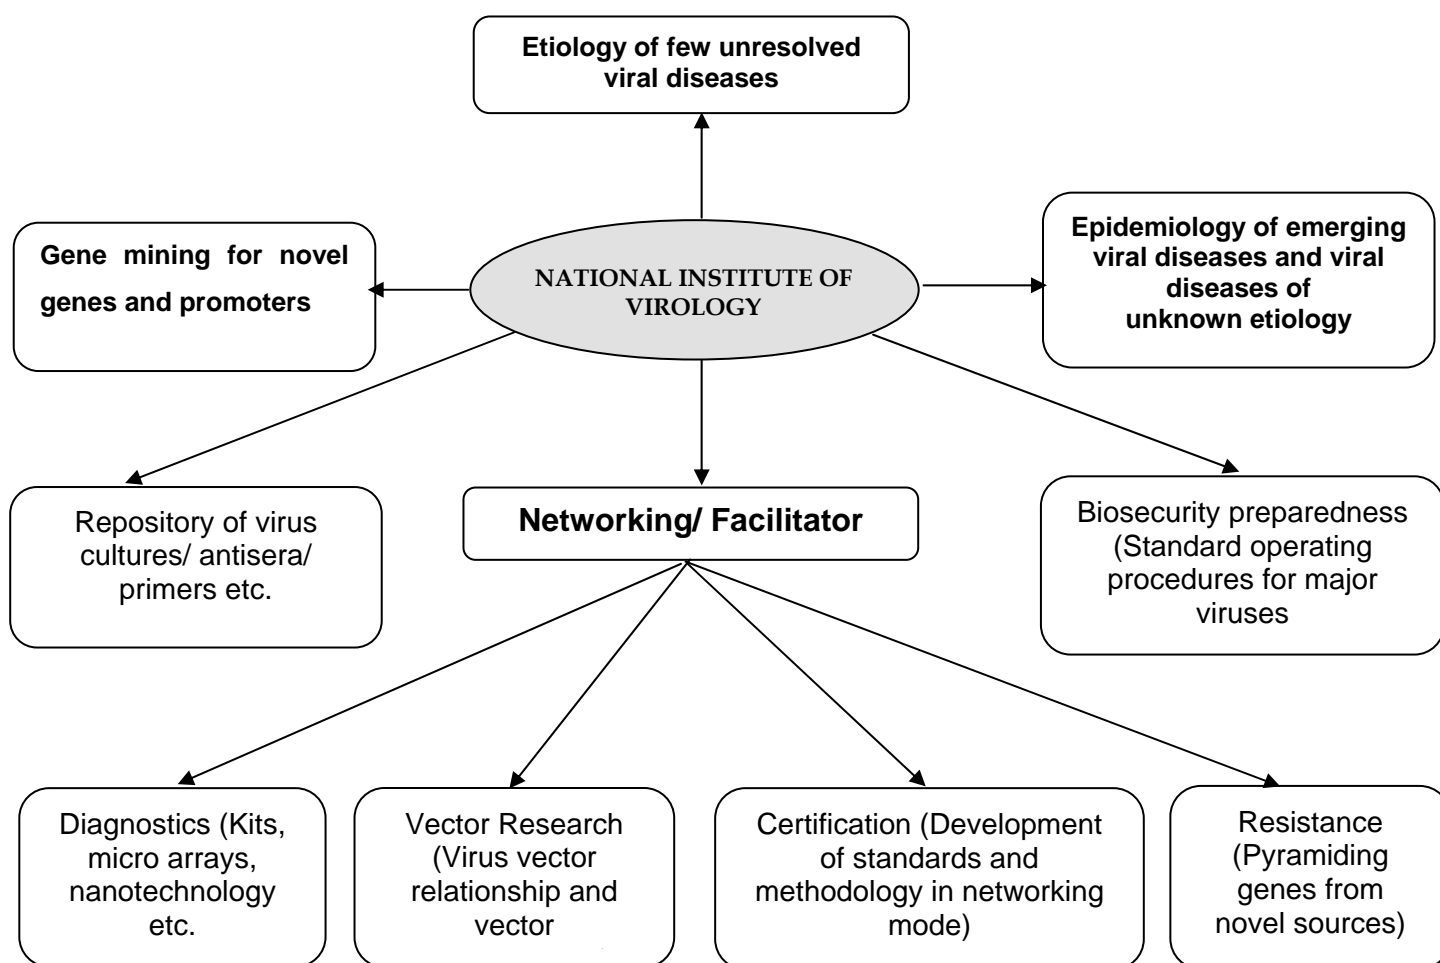 Etiology of few unresolved
viral diseases
Gene mining for novel
genes and promoters
NATIONAL INSTITUTE OF
VIROLOGY
Epidemiology of emerging
viral diseases and viral
diseases of
unknown etiology
Repository of virus
cultures/ antisera/
primers etc.
Networking/ Facilitator
Biosecurity preparedness
(Standard operating
procedures for major
viruses
Diagnostics (Kits,
micro arrays,
nanotechnology
etc.
Vector Research
(Virus vector
relationship and
vector
Certification (Development
of standards and
methodology in networking
mode)
Resistance
(Pyramiding
genes from
novel sources)